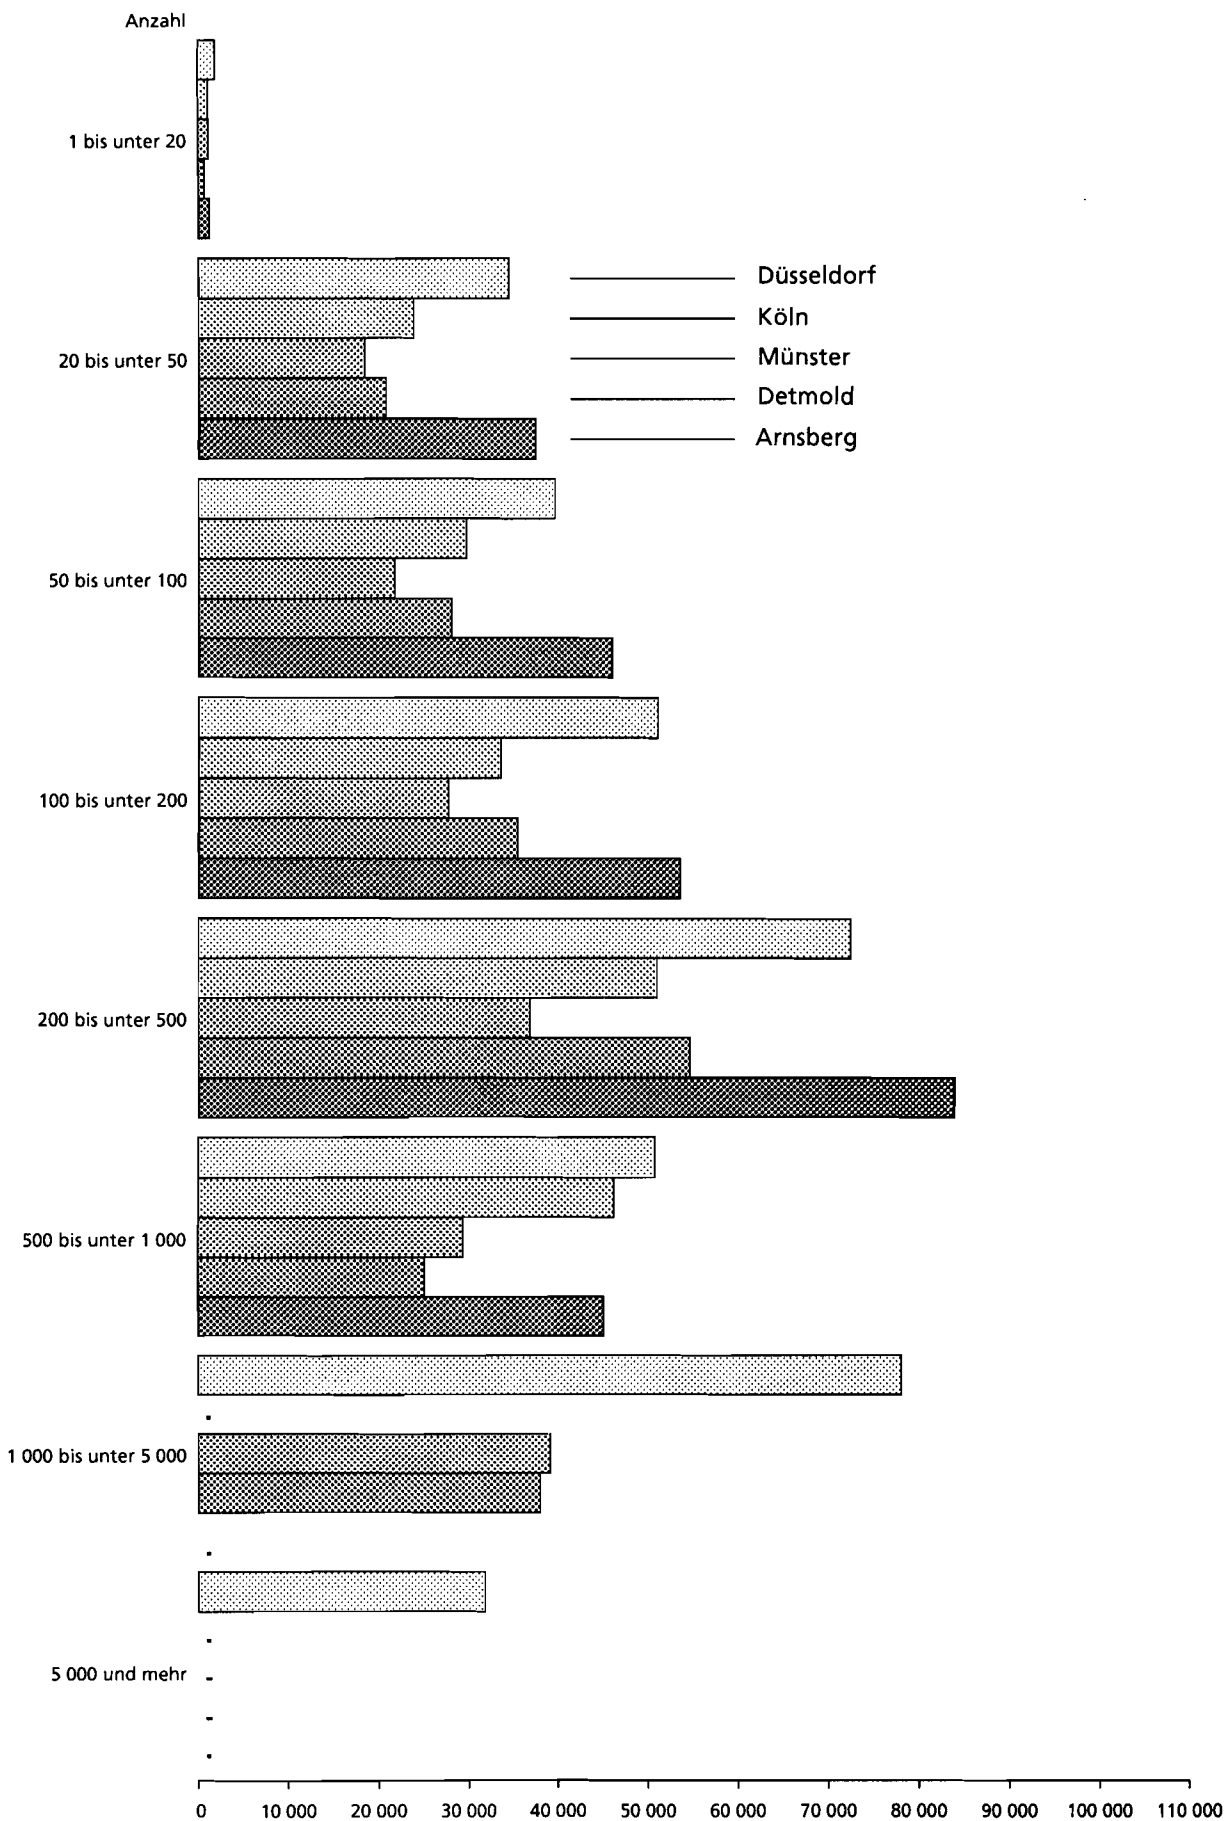 Anzahl
1 bis unter 20
Düsseldorf
Köln
20 bis unter 50
Münster
Detmold
Arnsberg
50 bis unter 100
100 bis unter 200
200 bis unter 500
500 bis unter 1 000
.
1 000 bis unter 5 000
.
.
5 000 und mehr
-
-
.
0 10 000 20 000 30 000 40 000 50 000 60 000 70 000 80 000 90 000 100 000 110 000